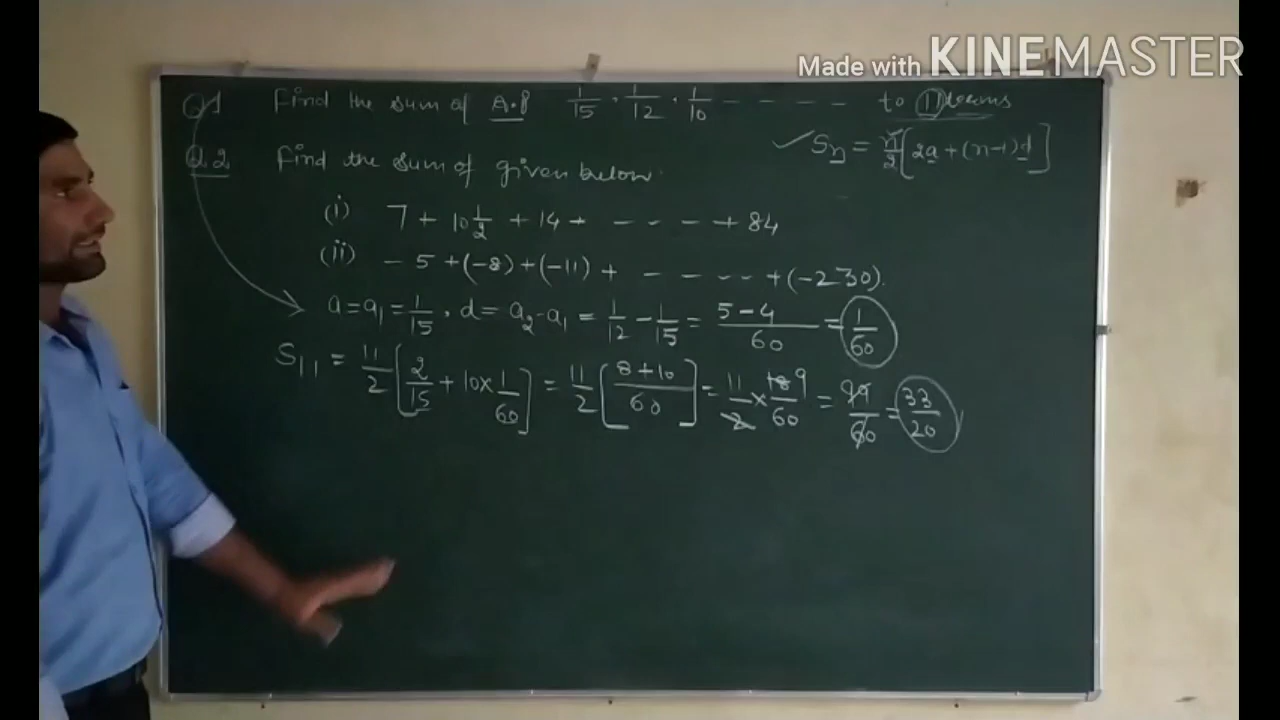 Made with KINEMASTER
Q1 Find the sum of A.P 1/15, 1/12, 1/10 ------ to 11 terms
Sn = n/2 [2a + (n-1)d]
Q.2 Find the sum of given below.
(i) 7 + 10 1/2 + 14 + ---- + 84
(ii) -5 + (-8) + (-11) + ---- + (-230).
a = a1 = 1/15, d = a2 - a1 = 1/12 - 1/15 = 5-4/60 = 1/60
S11 = 11/2 [2/15 + 10 × 1/60] = 11/2 [8+10/60] = 11/2 × 18/60 9 = 99/60 = 33/20